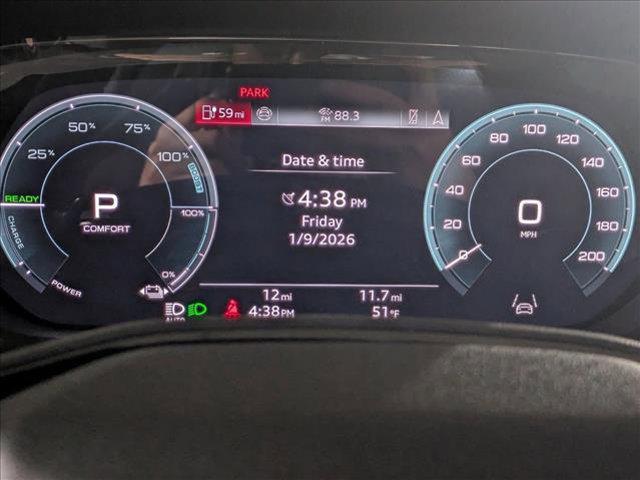 PARK
59 mi
FM 88.3
50% 75%
25% 100%
BOOST
READY
CHARGE
P
COMFORT
100%
0%
POWER
Date & time
4:38 PM
Friday
1/9/2026
12 mi 11.7 mi
4:38 PM 51 °F
AUTO
0 20 40 60 80 100 120 140 160 180 200
0
MPH